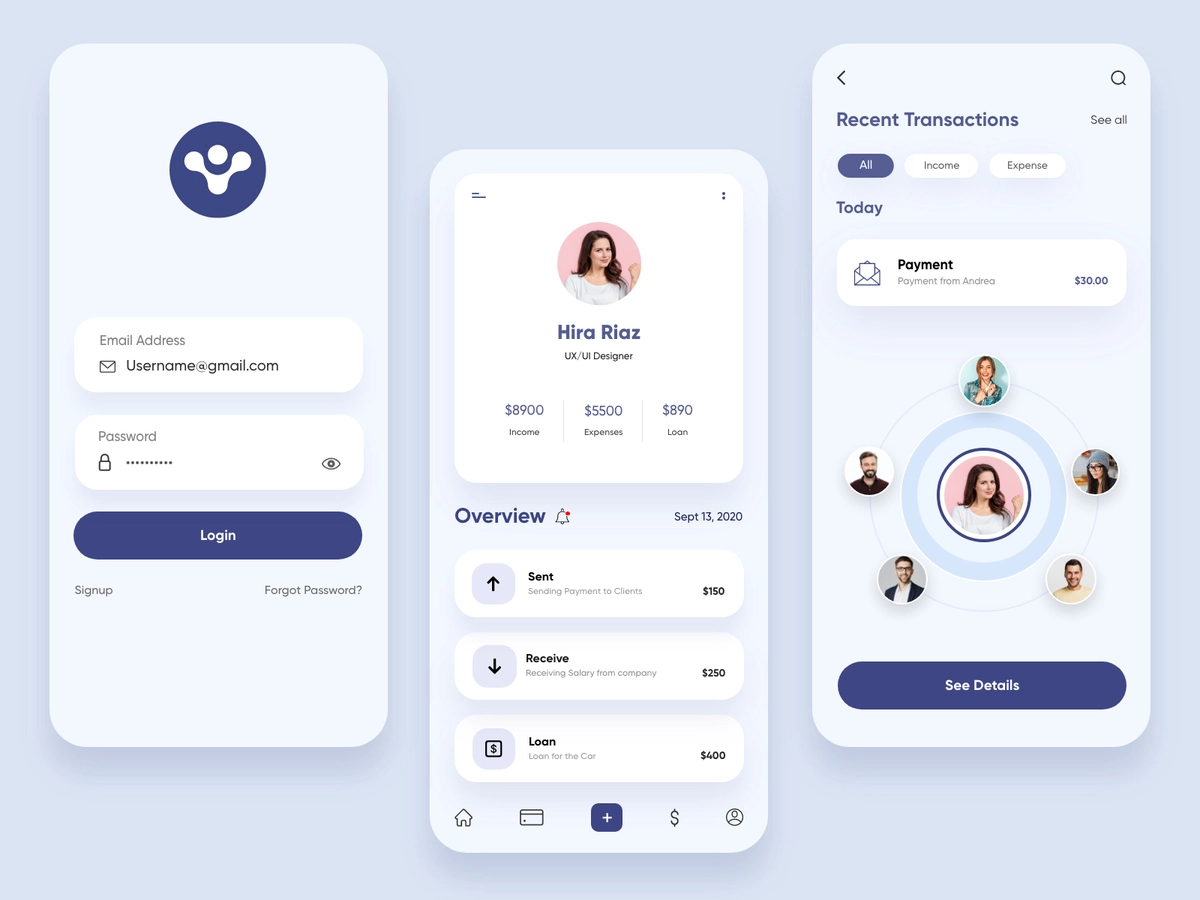 Email Address
Username@gmail.com
Password
••••••••••
Login
Signup
Forgot Password?
Hira Riaz
UX/UI Designer
$8900
$5500
$890
Income
Expenses
Loan
Overview
Sept 13, 2020
Sent
Sending Payment to Clients
$150
Receive
Receiving Salary from company
$250
$
Loan
Loan for the Car
$400
+
$
Recent Transactions
See all
All
Income
Expense
Today
Payment
Payment from Andrea
$30.00
See Details